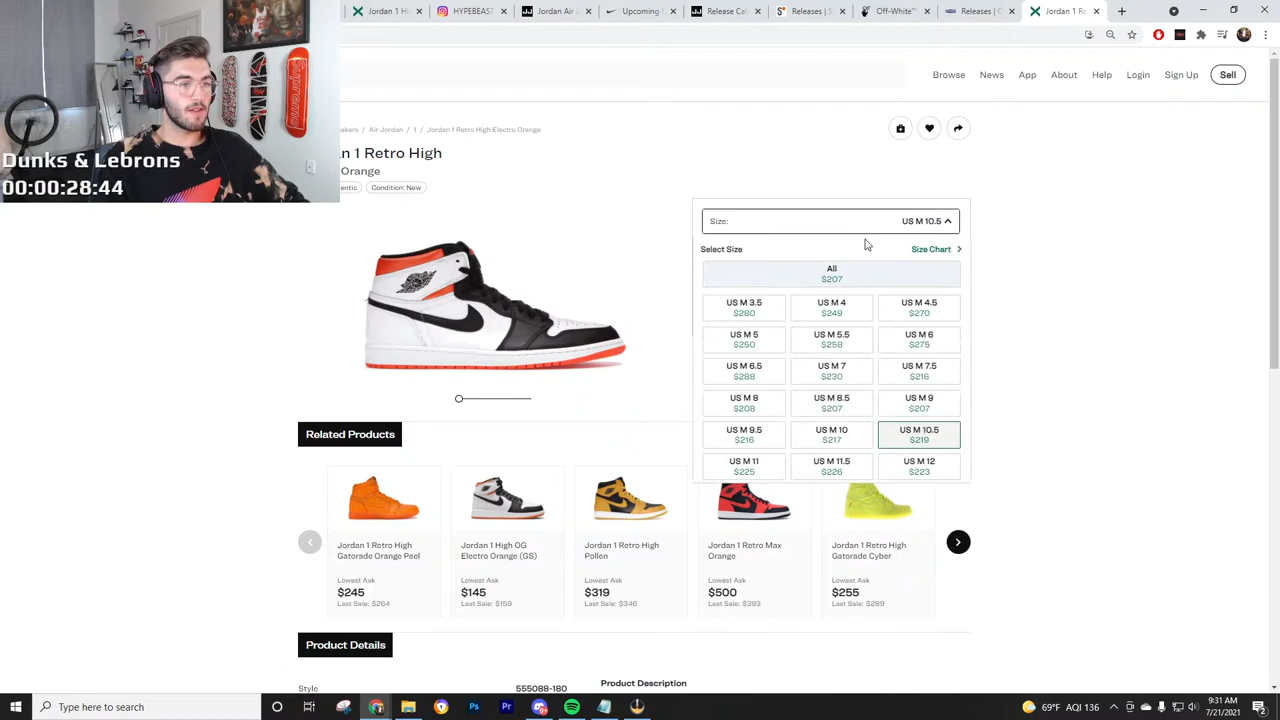 Jordan 1 H
HYPEBEAST
Jordan Air J
Upcoming
Release Cale
Releases | S
Releases | C
Jordan 1 Re
Browse News App About Help Login Sign Up Sell
Supreme
akers / Air Jordan / 1 / Jordan 1 Retro High Electro Orange
an 1 Retro High
Orange
entic Condition: New
Dunks & Lebrons
00:00:28:44
Size: US M 10.5
Select Size Size Chart
All
$207
US M 3.5 US M 4 US M 4.5
$280 $249 $270
US M 5 US M 5.5 US M 6
$250 $258 $275
US M 6.5 US M 7 US M 7.5
$288 $230 $216
US M 8 US M 8.5 US M 9
$208 $207 $207
US M 9.5 US M 10 US M 10.5
$216 $217 $219
US M 11 US M 11.5 US M 12
$225 $226 $223
Related Products
Jordan 1 Retro High
Gatorade Orange Peel
Lowest Ask
$245
Last Sale: $264
Jordan 1 High OG
Electro Orange (GS)
Lowest Ask
$145
Last Sale: $159
Jordan 1 Retro High
Pollen
Lowest Ask
$319
Last Sale: $346
Jordan 1 Retro Max
Orange
Lowest Ask
$500
Last Sale: $393
Jordan 1 Retro High
Gatorade Cyber
Lowest Ask
$255
Last Sale: $289
Product Details
Style 555088-180
Product Description
Type here to search
69°F AQI 136
9:31 AM
7/21/2021